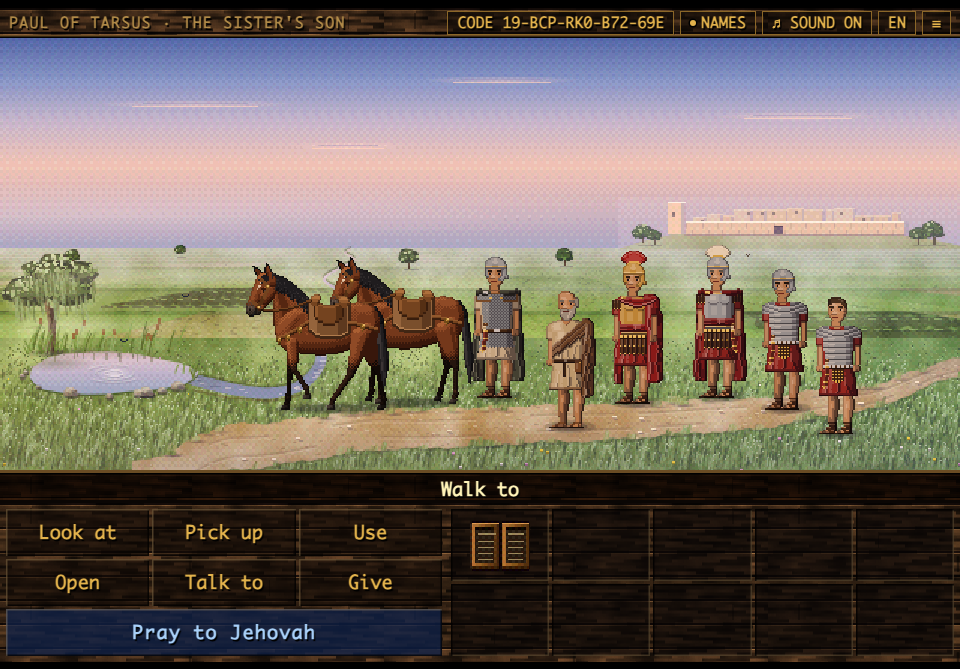 PAUL OF TARSUS · THE SISTER'S SON
CODE 19-BCP-RK0-B72-69E
•NAMES
♬ SOUND ON
EN
≡
Walk to
Look at
Pick up
Use
Open
Talk to
Give
Pray to Jehovah